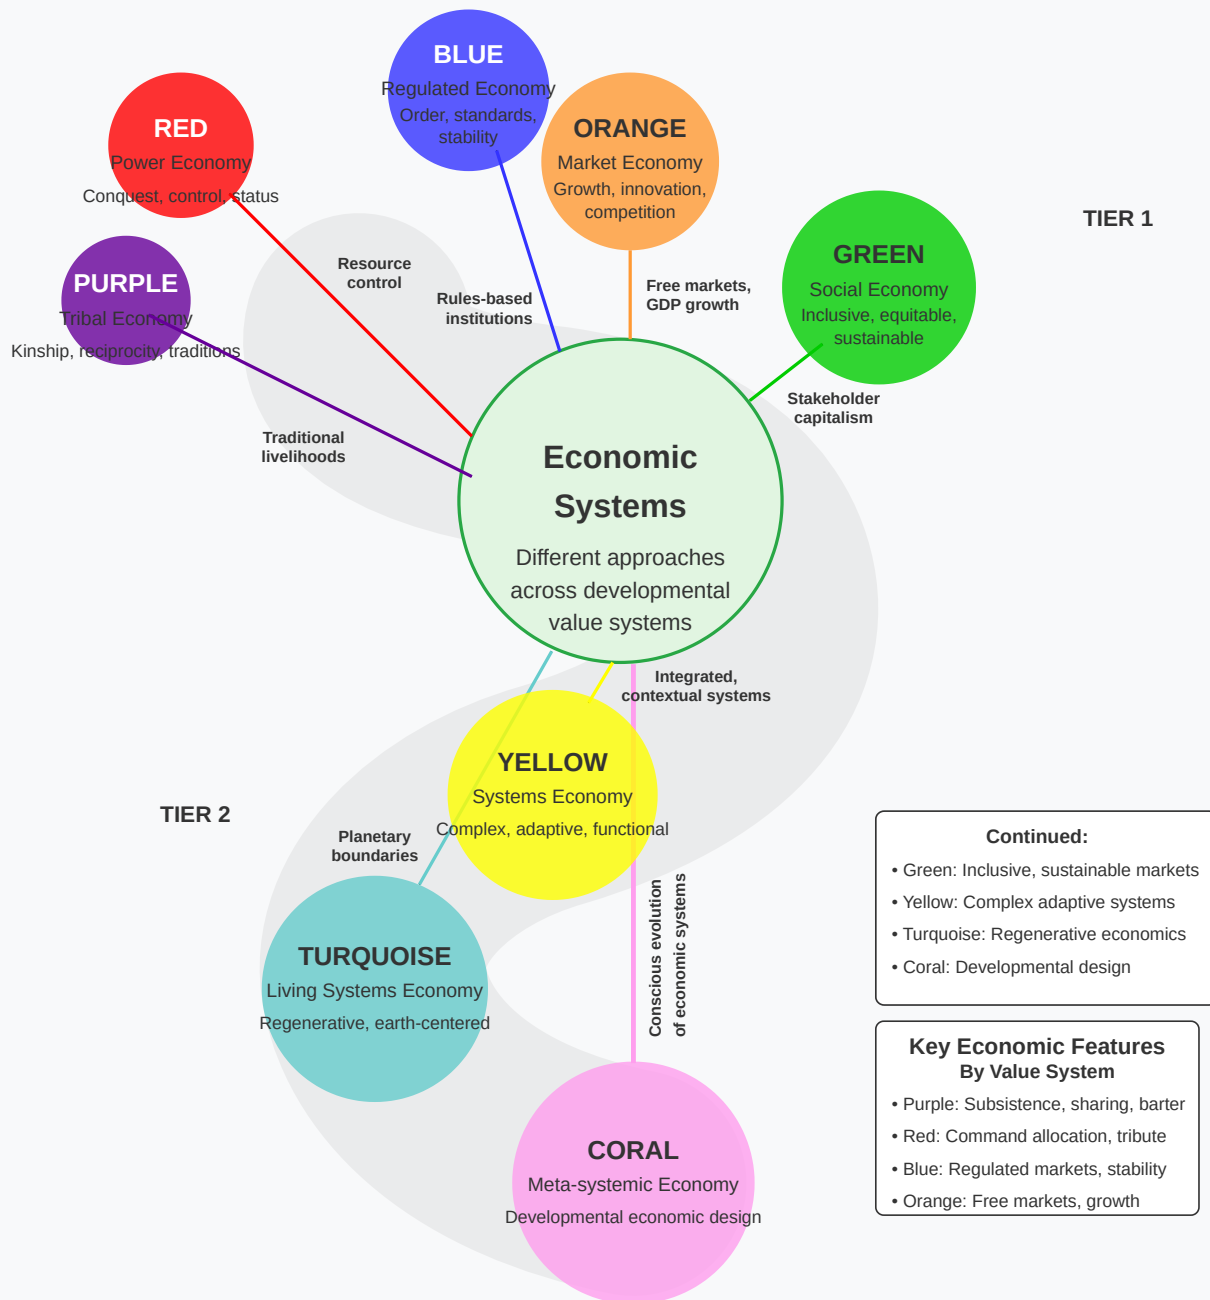 BLUE
Regulated Economy
Order, standards,
stability
RED
Power Economy
Conquest, control, status
ORANGE
Market Economy
Growth, innovation,
competition
TIER 1
GREEN
Social Economy
Inclusive, equitable,
sustainable
PURPLE
Tribal Economy
Kinship, reciprocity, traditions
Resource
control
Rules-based
institutions
Free markets,
GDP growth
Stakeholder
capitalism
Traditional
livelihoods
Economic
Systems
Different approaches
across developmental
value systems
Integrated,
contextual systems
YELLOW
Systems Economy
Complex, adaptive, functional
TIER 2
Planetary
boundaries
TURQUOISE
Living Systems Economy
Regenerative, earth-centered
Conscious evolution
of economic systems
CORAL
Meta-systemic Economy
Developmental economic design
Continued:
• Green: Inclusive, sustainable markets
• Yellow: Complex adaptive systems
• Turquoise: Regenerative economics
• Coral: Developmental design
Key Economic Features
By Value System
• Purple: Subsistence, sharing, barter
• Red: Command allocation, tribute
• Blue: Regulated markets, stability
• Orange: Free markets, growth